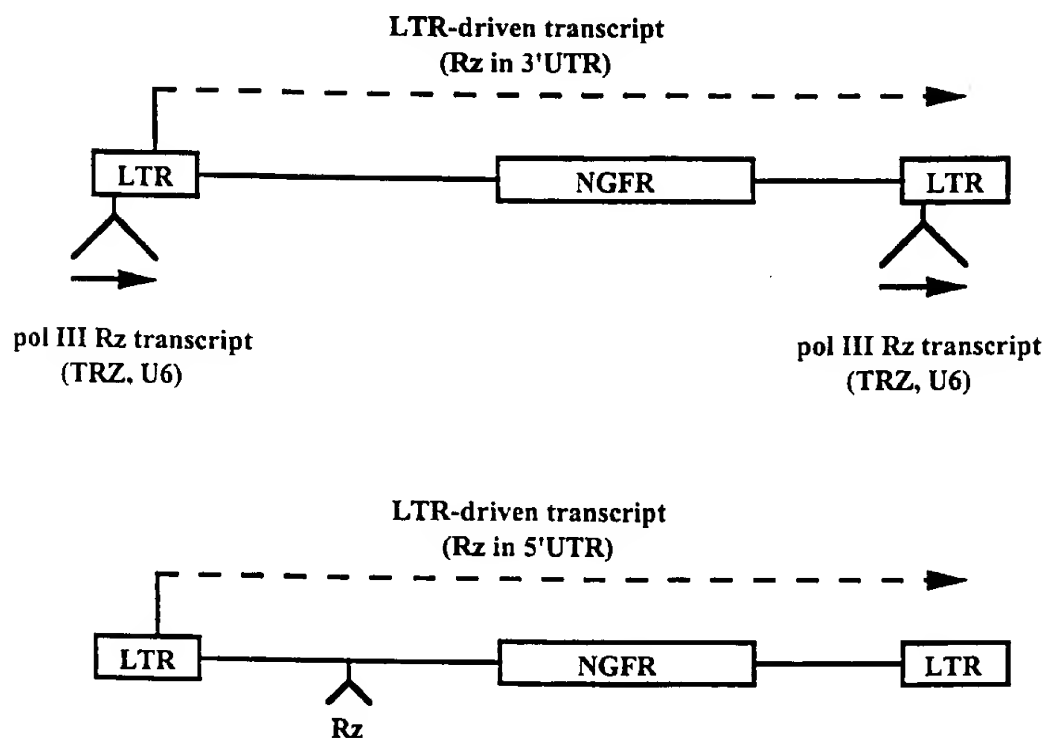 LTR-driven transcript
(Rz in 3'UTR)
LTR
NGFR
LTR
pol III Rz transcript
(TRZ, U6)
pol III Rz transcript
(TRZ, U6)
LTR-driven transcript
(Rz in 5'UTR)
LTR
NGFR
LTR
Rz